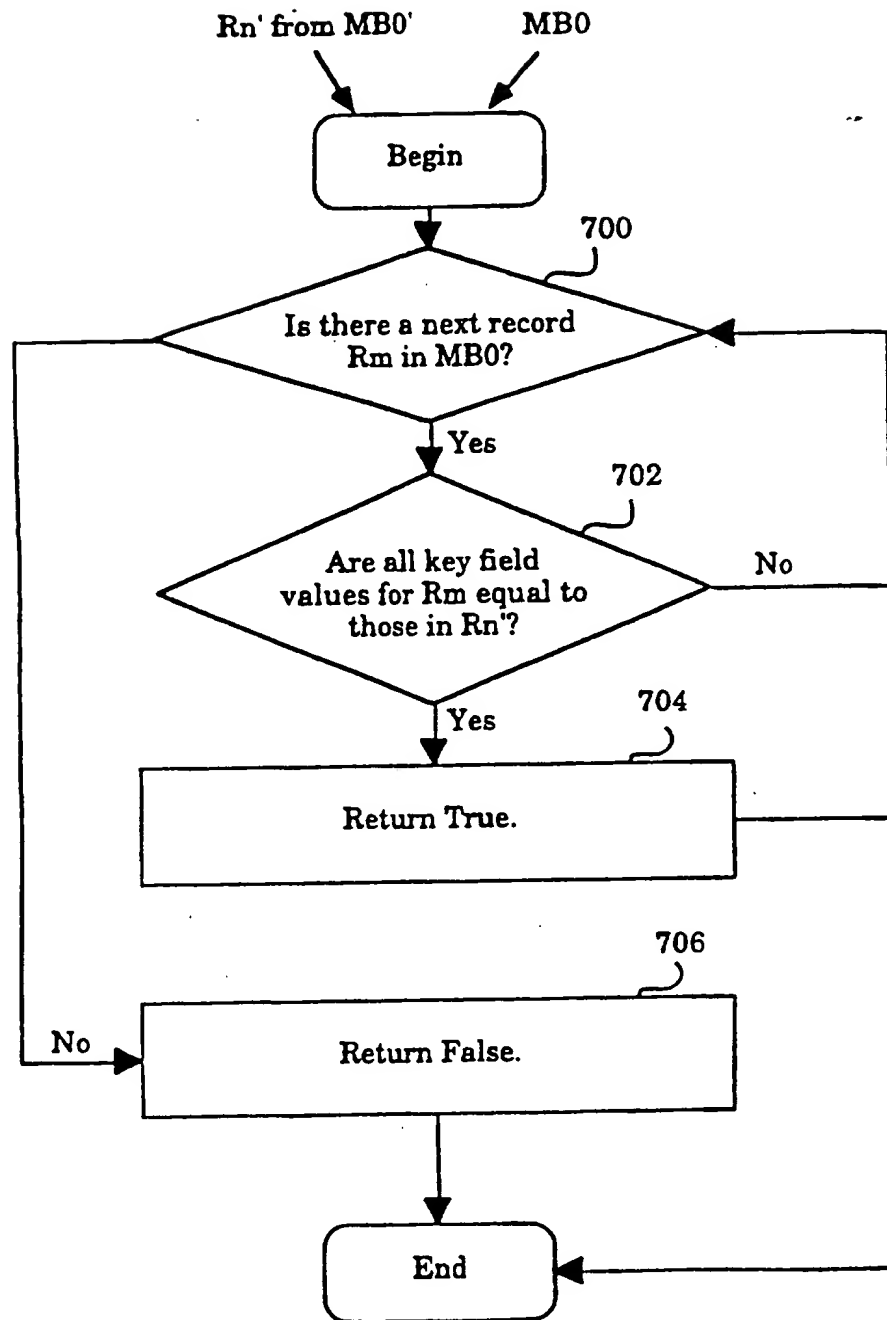 Rn' from MB0'
MB0
Begin
700
Is there a next record
Rm in MB0?
Yes
702
Are all key field
values for Rm equal to
those in Rn'?
No
Yes
704
Return True.
706
No
Return False.
End